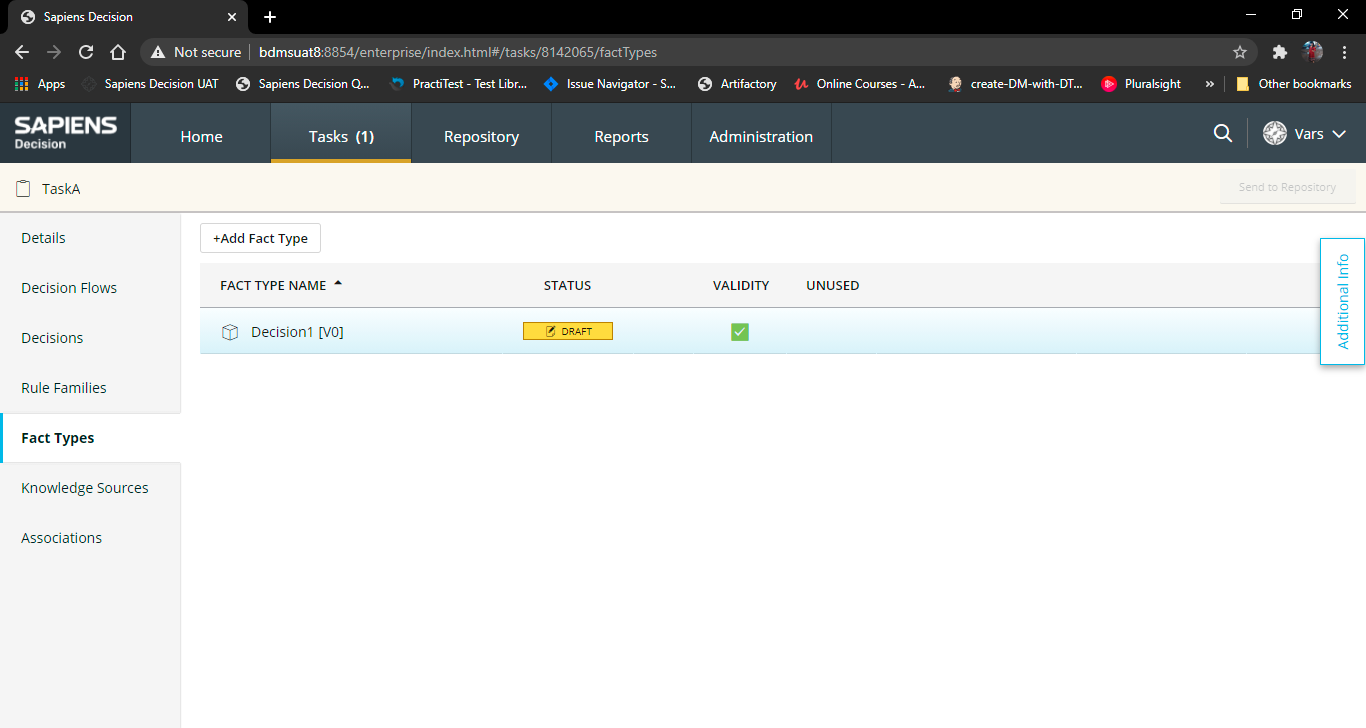 Sapiens Decision
Not secure
bdmsuat8:8854/enterprise/index.html#/tasks/8142065/factTypes
Apps
Sapiens Decision UAT
Sapiens Decision Q...
PractiTest - Test Libr...
Issue Navigator - S...
Artifactory
Online Courses - A...
create-DM-with-DT...
Pluralsight
»
Other bookmarks
SAPIENS
Decision
Home
Tasks (1)
Repository
Reports
Administration
Vars
TaskA
Send to Repository
Details
Decision Flows
Decisions
Rule Families
Fact Types
Knowledge Sources
Associations
+Add Fact Type
FACT TYPE NAME
STATUS
VALIDITY
UNUSED
Decision1 [V0]
DRAFT
Additional Info